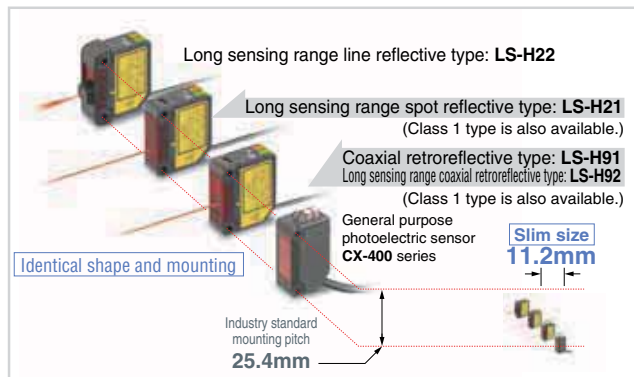 Long sensing range line reflective type: LS-H22
Long sensing range spot reflective type: LS-H21
(Class 1 type is also available.)
Coaxial retroreflective type: LS-H91
Long sensing range coaxial retroreflective type: LS-H92
(Class 1 type is also available.)
General purpose
photoelectric sensor
CX-400 series
Slim size
11.2mm
Identical shape and mounting
Industry standard
mounting pitch
25.4mm